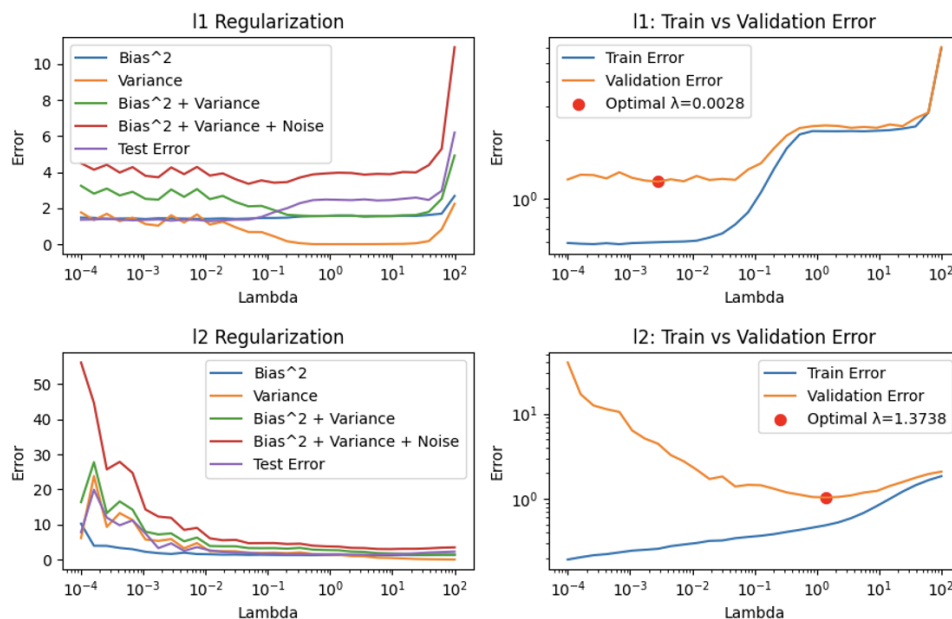 l1 Regularization
Error
10
8
6
4
2
0
Bias^2
Variance
Bias^2 + Variance
Bias^2 + Variance + Noise
Test Error
10^-4 10^-3 10^-2 10^-1 10^0 10^1 10^2
Lambda
l1: Train vs Validation Error
Error
10^0
Train Error
Validation Error
Optimal λ=0.0028
10^-4 10^-3 10^-2 10^-1 10^0 10^1 10^2
Lambda
l2 Regularization
Error
50
40
30
20
10
0
Bias^2
Variance
Bias^2 + Variance
Bias^2 + Variance + Noise
Test Error
10^-4 10^-3 10^-2 10^-1 10^0 10^1 10^2
Lambda
l2: Train vs Validation Error
Error
10^1
10^0
Train Error
Validation Error
Optimal λ=1.3738
10^-4 10^-3 10^-2 10^-1 10^0 10^1 10^2
Lambda